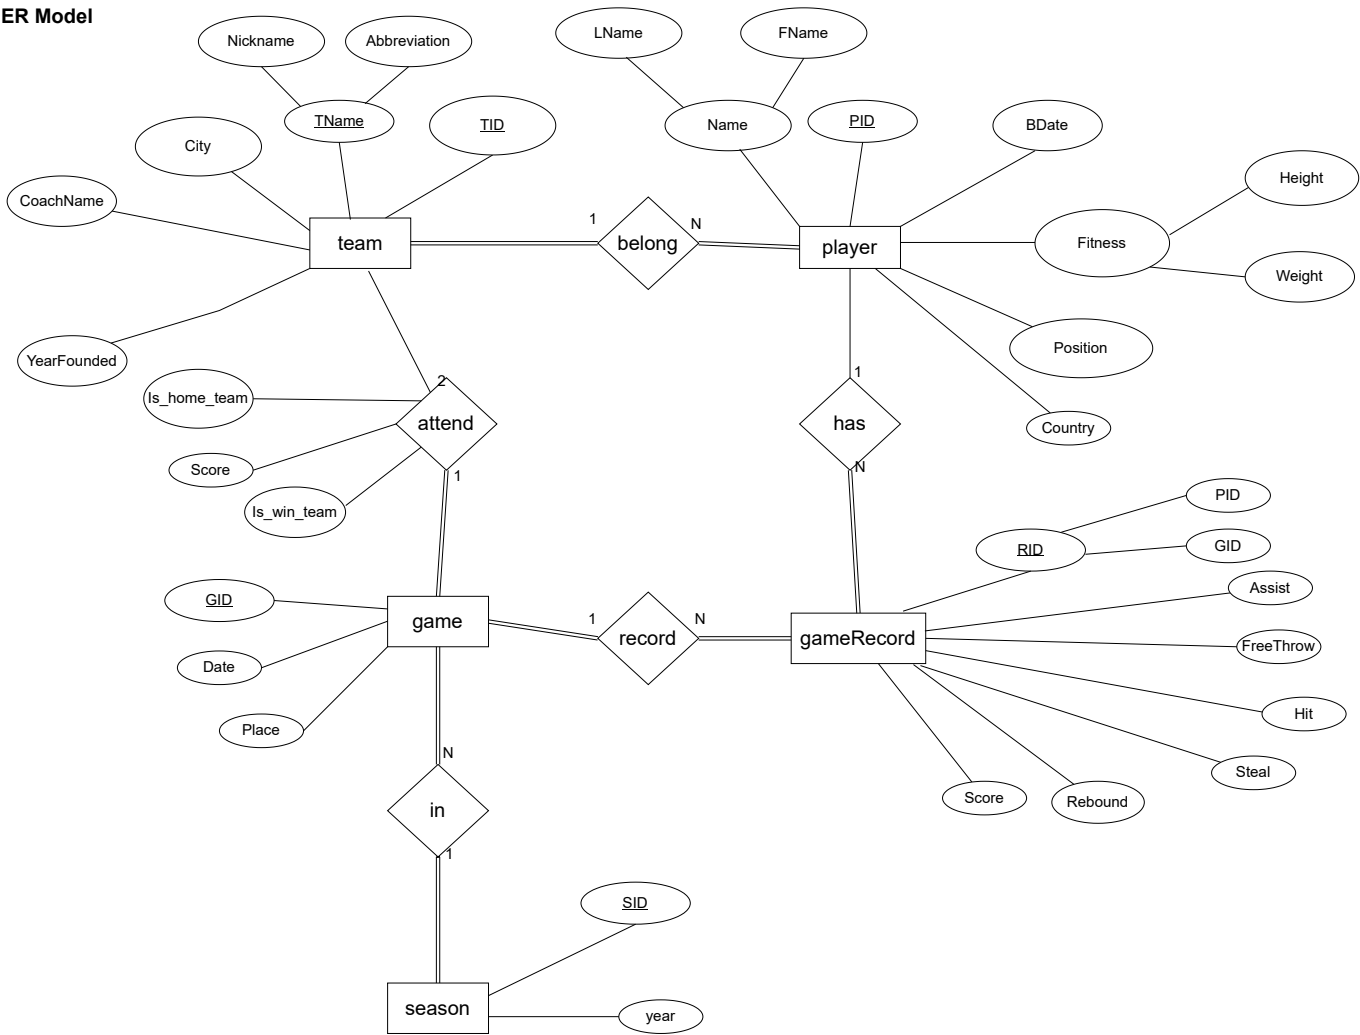 ER Model
Nickname
Abbreviation
LName
FName
TName
TID
Name
PID
BDate
City
CoachName
Height
team
1
belong
N
player
Fitness
Weight
YearFounded
Position
Is_home_team
2
attend
1
has
Country
Score
1
N
Is_win_team
PID
RID
GID
Assist
GID
game
1
record
N
gameRecord
FreeThrow
Date
Place
Hit
N
Steal
Score
Rebound
in
1
SID
season
year